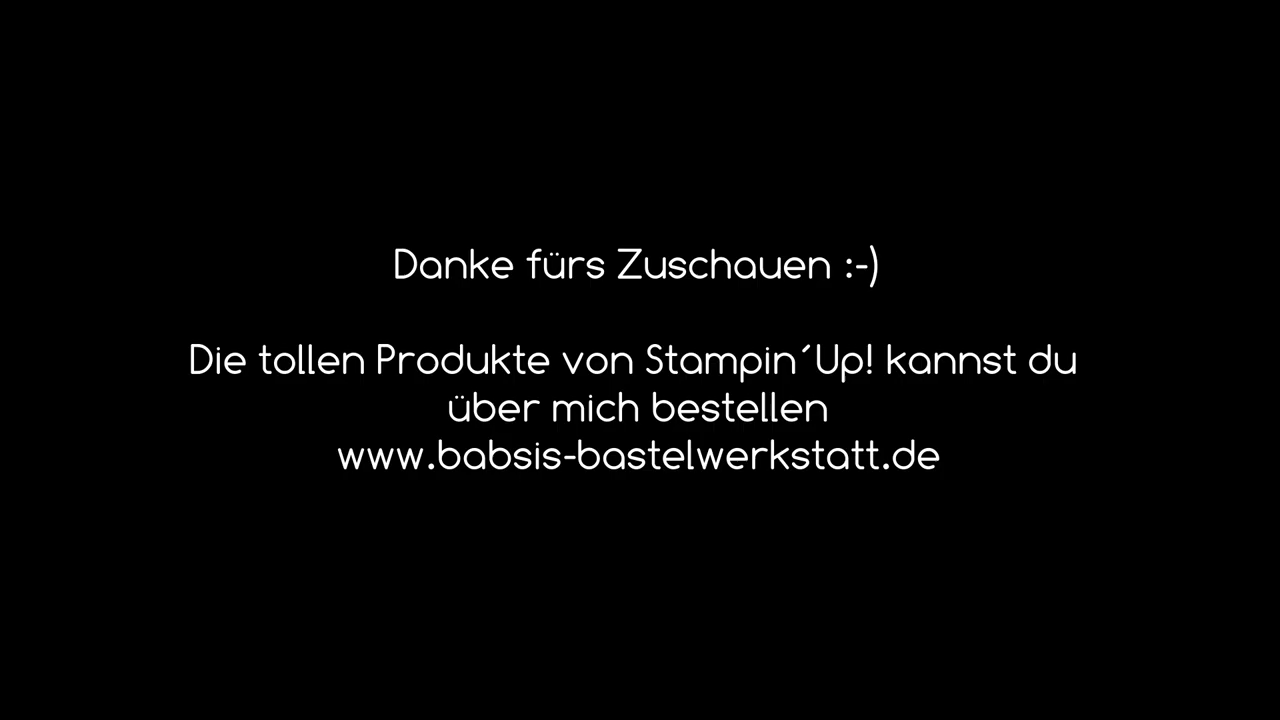 Danke fürs Zuschauen :-)
Die tollen Produkte von Stampin´Up! kannst du
über mich bestellen
www.babsis-bastelwerkstatt.de